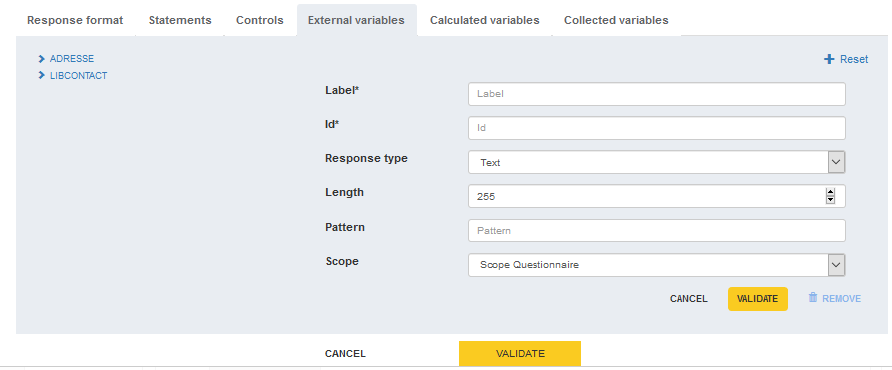 Response format Statements Controls External variables Calculated variables Collected variables
ADRESSE
LIBCONTACT
Reset
Label*
Label
Id*
Id
Response type
Text
Length
255
Pattern
Pattern
Scope
Scope Questionnaire
CANCEL VALIDATE REMOVE
CANCEL VALIDATE